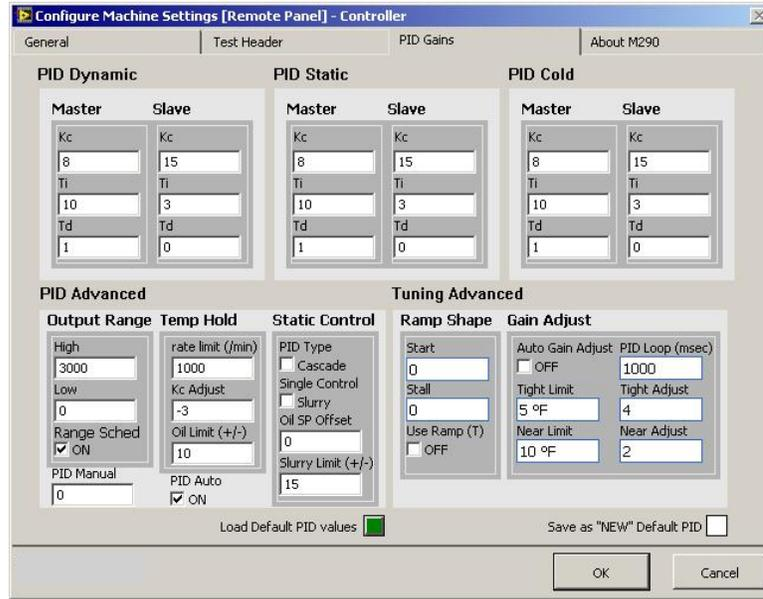 Configure Machine Settings [Remote Panel] - Controller
General Test Header PID Gains About M290
PID Dynamic PID Static PID Cold
Master Slave Master Slave Master Slave
Kc Kc Kc Kc Kc Kc
8 15 8 15 8 15
Ti Ti Ti Ti Ti Ti
10 3 10 3 10 3
Td Td Td Td Td Td
1 0 1 0 1 0
PID Advanced Tuning Advanced
Output Range Temp Hold Static Control Ramp Shape Gain Adjust
High rate limit (/min) PID Type Start Auto Gain Adjust PID Loop (msec)
3000 1000 Cascade 0 OFF 1000
Low Kc Adjust Single Control Stall Tight Limit Tight Adjust
0 -3 Slurry 0 5 ºF 4
Range Sched Oil Limit (+/-) Oil SP Offset Use Ramp (T) Near Limit Near Adjust
ON 10 0 OFF 10 ºF 2
PID Manual PID Auto Slurry Limit (+/-)
0 ON 15
Load Default PID values Save as "NEW" Default PID
OK Cancel